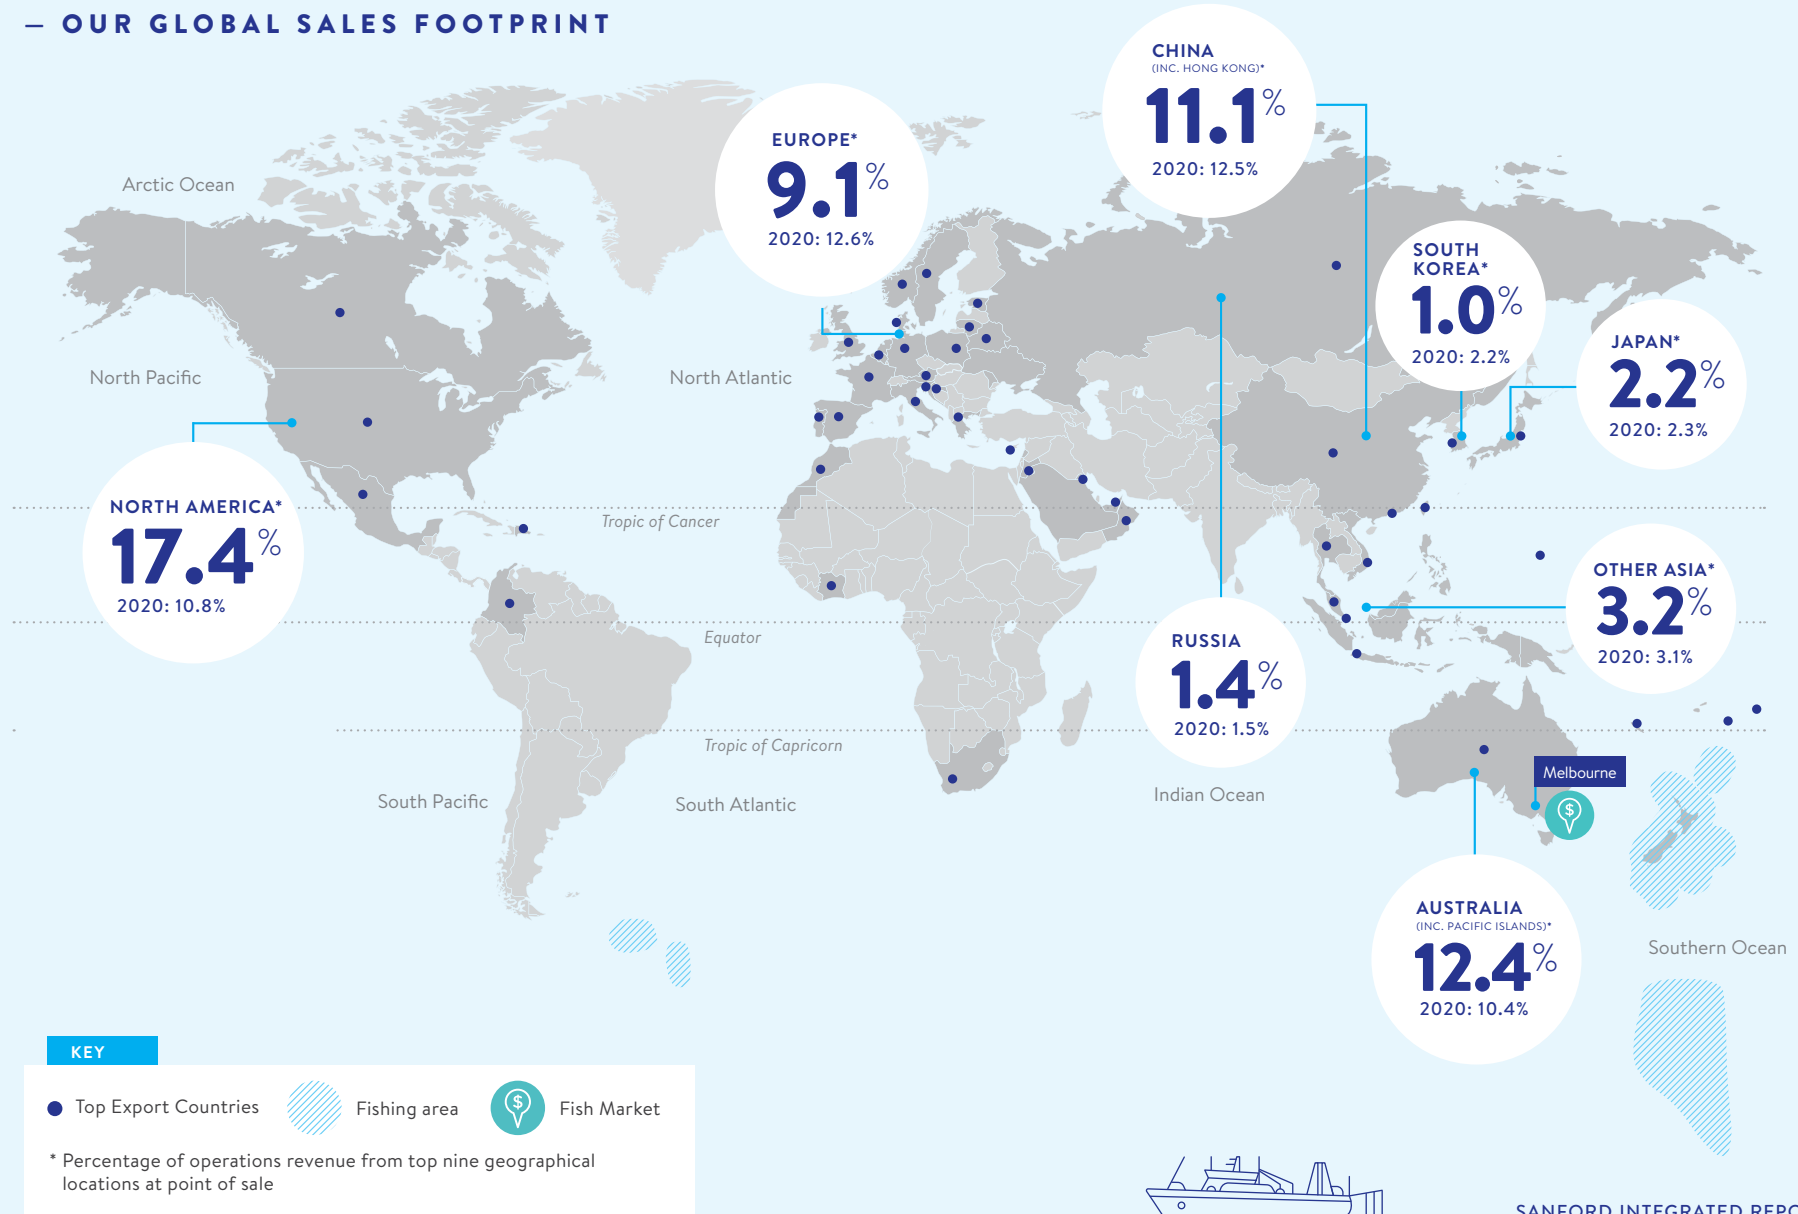 — OUR GLOBAL SALES FOOTPRINT
CHINA
(INC. HONG KONG)*
11.1%
2020: 12.5%
EUROPE*
9.1%
2020: 12.6%
Arctic Ocean
SOUTH
KOREA*
1.0%
2020: 2.2%
JAPAN*
2.2%
2020: 2.3%
North Pacific
North Atlantic
NORTH AMERICA*
17.4%
2020: 10.8%
Tropic of Cancer
OTHER ASIA*
3.2%
2020: 3.1%
Equator
RUSSIA
1.4%
2020: 1.5%
Tropic of Capricorn
Melbourne
South Pacific
South Atlantic
Indian Ocean
$
AUSTRALIA
(INC. PACIFIC ISLANDS)*
12.4%
2020: 10.4%
Southern Ocean
KEY
Top Export Countries
Fishing area
$
Fish Market
* Percentage of operations revenue from top nine geographical
locations at point of sale
SANFORD INTEGRATED REPO